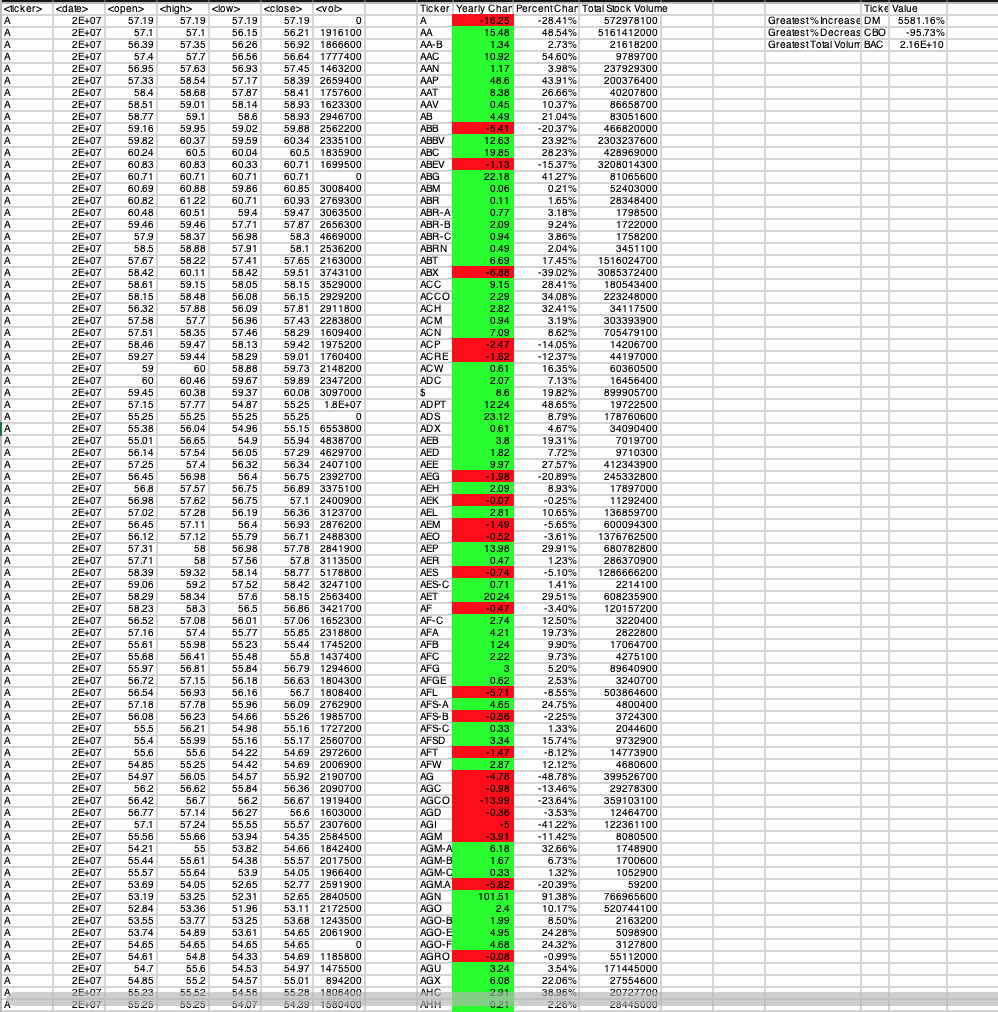 <ticker> <date> <open> <high> <low> <close> <vol> Ticker Yearly Chan Percent Chan Total Stock Volume Ticke Value
A 2E+07 57.19 57.19 57.19 57.19 0 A -16.25 -28.41% 572978100 Greatest % Increase DM 5581.16%
A 2E+07 57.1 57.1 56.15 56.21 1916100 AA 15.48 48.54% 5161412000 Greatest % Decreas CBO -95.73%
A 2E+07 56.39 57.35 56.26 56.92 1866600 AA-B 1.34 2.73% 21618200 Greatest Total Volum BAC 2.16E+10
A 2E+07 57.4 57.7 56.56 56.64 1777400 AAC 10.92 54.60% 9789700
A 2E+07 56.95 57.63 56.93 57.45 1463200 AAN 1.17 3.98% 237929300
A 2E+07 57.33 58.54 57.17 58.39 2659400 AAP 48.6 43.91% 200376400
A 2E+07 58.4 58.68 57.87 58.41 1757600 AAT 8.38 26.66% 40207800
A 2E+07 58.51 59.01 58.14 58.93 1623300 AAV 0.45 10.37% 86658700
A 2E+07 58.77 59.1 58.6 58.93 2946700 AB 4.49 21.04% 83051600
A 2E+07 59.16 59.95 59.02 59.88 2562200 ABB -5.41 -20.37% 466820000
A 2E+07 59.82 60.37 59.59 60.34 2335100 ABBV 12.63 23.92% 2303237600
A 2E+07 60.24 60.5 60.04 60.5 1835900 ABC 19.85 28.23% 428969000
A 2E+07 60.83 60.83 60.33 60.71 1699500 ABEV -1.13 -15.37% 3208014300
A 2E+07 60.71 60.71 60.71 60.71 0 ABG 22.18 41.27% 81065600
A 2E+07 60.69 60.88 59.86 60.85 3008400 ABM 0.06 0.21% 52403000
A 2E+07 60.82 61.22 60.71 60.93 2769300 ABR 0.11 1.65% 28348400
A 2E+07 60.48 60.51 59.4 59.47 3063500 ABR-A 0.77 3.18% 1798500
A 2E+07 59.46 59.46 57.71 57.87 2656300 ABR-B 2.09 9.24% 1722000
A 2E+07 57.9 58.37 56.98 58.3 4669000 ABR-C 0.94 3.86% 1758200
A 2E+07 58.5 58.88 57.91 58.1 2536200 ABRN 0.49 2.04% 3451100
A 2E+07 57.67 58.22 57.41 57.65 2163000 ABT 6.69 17.45% 1516024700
A 2E+07 58.42 60.11 58.42 59.51 3743100 ABX -6.88 -39.02% 3085372400
A 2E+07 58.61 59.15 58.05 58.15 3529000 ACC 9.15 28.41% 180543400
A 2E+07 58.15 58.48 56.08 56.15 2929200 ACCO 2.29 34.08% 223248000
A 2E+07 56.32 57.88 56.09 57.81 2911800 ACH 2.82 32.41% 34117500
A 2E+07 57.58 57.7 56.96 57.43 2283800 ACM 0.94 3.19% 303393900
A 2E+07 57.51 58.35 57.46 58.29 1609400 ACN 7.09 8.62% 705479100
A 2E+07 58.46 59.47 58.13 59.42 1975200 ACP -2.47 -14.05% 14206700
A 2E+07 59.27 59.44 58.29 59.01 1760400 ACRE -1.62 -12.37% 44197000
A 2E+07 59 60 58.88 59.73 2148200 ACW 0.61 16.35% 60360500
A 2E+07 60 60.46 59.67 59.89 2347200 ADC 2.07 7.13% 16456400
A 2E+07 59.45 60.38 59.37 60.08 3097000 $ 8.6 19.82% 899905700
A 2E+07 57.15 57.77 54.87 55.25 1.8E+07 ADPT 12.24 48.65% 19722500
A 2E+07 55.25 55.25 55.25 55.25 0 ADS 23.12 8.79% 178760600
A 2E+07 55.38 56.04 54.96 55.15 6553800 ADX 0.61 4.67% 34090400
A 2E+07 55.01 56.65 54.9 55.94 4838700 AEB 3.8 19.31% 7019700
A 2E+07 56.14 57.54 56.05 57.29 4629700 AED 1.82 7.72% 9710300
A 2E+07 57.25 57.4 56.32 56.34 2407100 AEE 9.97 27.57% 412343900
A 2E+07 56.45 56.98 56.4 56.75 2392700 AEG -1.98 -20.89% 245332800
A 2E+07 56.8 57.57 56.75 56.89 3375100 AEH 2.09 8.93% 17897000
A 2E+07 56.98 57.62 56.75 57.1 2400900 AEK -0.07 -0.25% 11292400
A 2E+07 57.02 57.28 56.19 56.36 3123700 AEL 2.81 10.65% 136859700
A 2E+07 56.45 57.11 56.4 56.93 2876200 AEM -1.49 -5.65% 600094300
A 2E+07 56.12 57.12 55.79 56.71 2488300 AEO -0.52 -3.61% 1376762500
A 2E+07 57.31 58 56.98 57.78 2841900 AEP 13.98 29.91% 680782800
A 2E+07 57.71 58 57.56 57.8 3113500 AER 0.47 1.23% 286370900
A 2E+07 58.39 59.32 58.14 58.77 5178800 AES -0.74 -5.10% 1286666200
A 2E+07 59.06 59.2 57.52 58.42 3247100 AES-C 0.71 1.41% 2214100
A 2E+07 58.29 58.34 57.6 58.15 2563400 AET 20.24 29.51% 608235900
A 2E+07 58.23 58.3 56.5 56.86 3421700 AF -0.47 -3.40% 120157200
A 2E+07 56.52 57.08 56.01 57.06 1652300 AF-C 2.74 12.50% 3220400
A 2E+07 57.16 57.4 55.77 55.85 2318800 AFA 4.21 19.73% 2822800
A 2E+07 55.61 55.98 55.23 55.44 1745200 AFB 1.24 9.90% 17064700
A 2E+07 55.68 56.41 55.48 55.8 1437400 AFC 2.22 9.73% 4275100
A 2E+07 55.97 56.81 55.84 56.79 1294600 AFG 3 5.20% 89640900
A 2E+07 56.72 57.15 56.18 56.63 1804300 AFGE 0.62 2.53% 3240700
A 2E+07 56.54 56.93 56.16 56.7 1808400 AFL -5.71 -8.55% 503864600
A 2E+07 57.18 57.78 55.96 56.09 2762900 AFS-A 4.65 24.75% 4800400
A 2E+07 56.08 56.23 54.66 55.26 1985700 AFS-B -0.56 -2.25% 3724300
A 2E+07 55.5 56.21 54.98 55.16 1727200 AFS-C 0.33 1.33% 2044600
A 2E+07 55.4 55.99 55.16 55.17 2560700 AFSD 3.34 15.74% 9732900
A 2E+07 55.6 55.6 54.22 54.69 2972600 AFT -1.47 -8.12% 14773900
A 2E+07 54.85 55.25 54.42 54.69 2006900 AFW 2.87 12.12% 4680600
A 2E+07 54.97 56.05 54.57 55.92 2190700 AG -4.78 -48.78% 399526700
A 2E+07 56.2 56.62 55.84 56.36 2090700 AGC -0.98 -13.46% 29278300
A 2E+07 56.42 56.7 56.2 56.67 1919400 AGCO -13.99 -23.64% 359103100
A 2E+07 56.77 57.14 56.27 56.6 1603000 AGD -0.36 -3.53% 12464700
A 2E+07 57.1 57.24 55.55 55.57 2307600 AGI -5 -41.22% 122361100
A 2E+07 55.56 55.66 53.94 54.35 2584500 AGM -3.91 -11.42% 8080500
A 2E+07 54.21 55 53.82 54.66 1842400 AGM-A 6.18 32.66% 1748900
A 2E+07 55.44 55.61 54.38 55.57 2017500 AGM-B 1.67 6.73% 1700600
A 2E+07 55.57 55.64 53.9 54.05 1966400 AGM-C 0.33 1.32% 1052900
A 2E+07 53.69 54.05 52.65 52.77 2591900 AGM.A -5.82 -20.39% 59200
A 2E+07 53.19 53.25 52.31 52.65 2840500 AGN 101.51 91.38% 766965600
A 2E+07 52.84 53.36 51.96 53.11 2172500 AGO 2.4 10.17% 520744100
A 2E+07 53.55 53.77 53.25 53.68 1243500 AGO-B 1.99 8.50% 2163200
A 2E+07 53.74 54.89 53.61 54.65 2061900 AGO-E 4.95 24.28% 5098900
A 2E+07 54.65 54.65 54.65 54.65 0 AGO-F 4.68 24.32% 3127800
A 2E+07 54.61 54.8 54.33 54.69 1185800 AGRO -0.08 -0.99% 55112000
A 2E+07 54.7 55.6 54.53 54.97 1475500 AGU 3.24 3.54% 171445000
A 2E+07 54.85 55.2 54.57 55.01 894200 AGX 6.08 22.06% 27554600
A 2E+07 55.23 55.52 54.56 55.28 1806400 AHC 2.91 38.96% 20727700
A 2E+07 55.25 55.25 54.07 54.39 1580400 AHH 0.21 2.26% 28445000